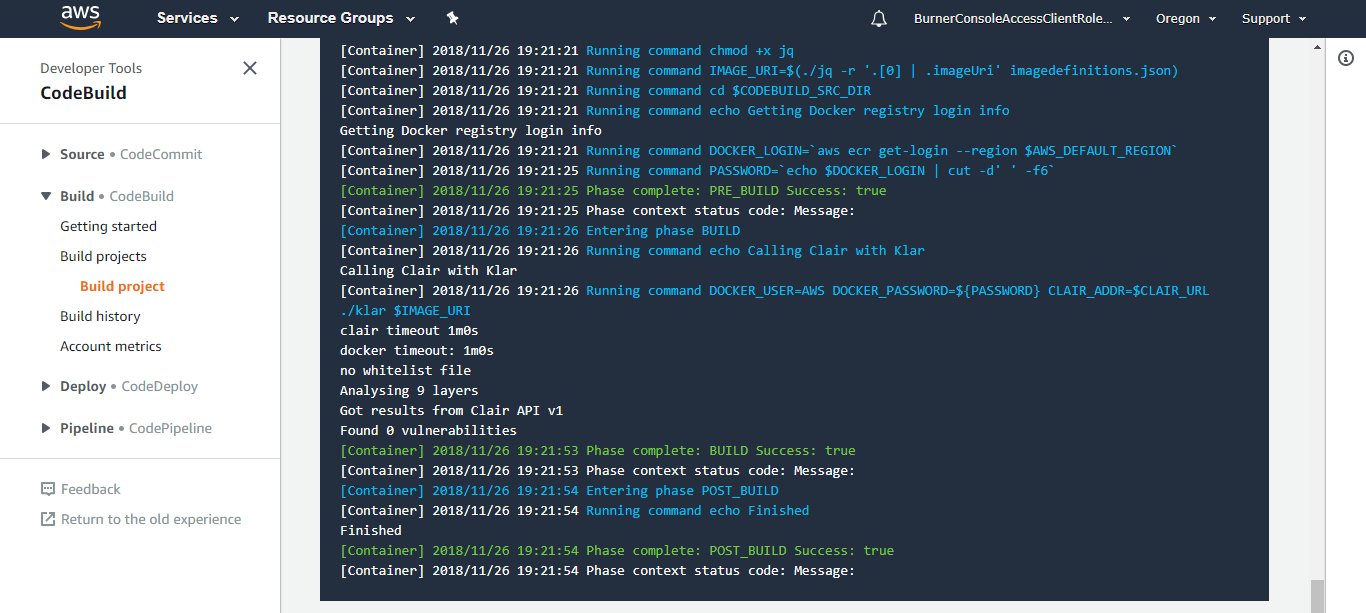 aws
Services
Resource Groups
BurnerConsoleAccessClientRole...
Oregon
Support
Developer Tools
CodeBuild
Source • CodeCommit
Build • CodeBuild
Getting started
Build projects
Build project
Build history
Account metrics
Deploy • CodeDeploy
Pipeline • CodePipeline
Feedback
Return to the old experience
[Container] 2018/11/26 19:21:21 Running command chmod +x jq
[Container] 2018/11/26 19:21:21 Running command IMAGE_URI=$(./jq -r '.[0] | .imageUri' imagedefinitions.json)
[Container] 2018/11/26 19:21:21 Running command cd $CODEBUILD_SRC_DIR
[Container] 2018/11/26 19:21:21 Running command echo Getting Docker registry login info
Getting Docker registry login info
[Container] 2018/11/26 19:21:21 Running command DOCKER_LOGIN=`aws ecr get-login --region $AWS_DEFAULT_REGION`
[Container] 2018/11/26 19:21:25 Running command PASSWORD=`echo $DOCKER_LOGIN | cut -d' ' -f6`
[Container] 2018/11/26 19:21:25 Phase complete: PRE_BUILD Success: true
[Container] 2018/11/26 19:21:25 Phase context status code: Message:
[Container] 2018/11/26 19:21:26 Entering phase BUILD
[Container] 2018/11/26 19:21:26 Running command echo Calling Clair with Klar
Calling Clair with Klar
[Container] 2018/11/26 19:21:26 Running command DOCKER_USER=AWS DOCKER_PASSWORD=${PASSWORD} CLAIR_ADDR=$CLAIR_URL
./klar $IMAGE_URI
clair timeout 1m0s
docker timeout: 1m0s
no whitelist file
Analysing 9 layers
Got results from Clair API v1
Found 0 vulnerabilities
[Container] 2018/11/26 19:21:53 Phase complete: BUILD Success: true
[Container] 2018/11/26 19:21:53 Phase context status code: Message:
[Container] 2018/11/26 19:21:54 Entering phase POST_BUILD
[Container] 2018/11/26 19:21:54 Running command echo Finished
Finished
[Container] 2018/11/26 19:21:54 Phase complete: POST_BUILD Success: true
[Container] 2018/11/26 19:21:54 Phase context status code: Message: